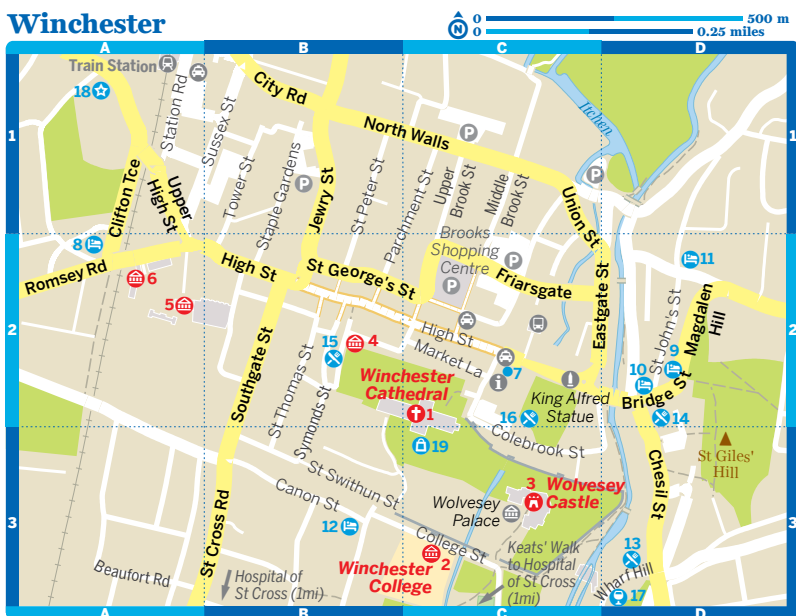 Winchester
N
0 500 m
0 0.25 miles
A B C D
Train Station
18
Station Rd
Sussex St
City Rd
North Walls
Itchen
1
1
P
P
P
Clifton Tce
Upper
High St
Tower St
Staple Gardens
Jewry St
St Peter St
Parchment St
Upper
Brook St
Middle
Brook St
Union St
8
Romsey Rd
6
5
High St
St George's St
Brooks
Shopping
Centre
P
P
Friarsgate
Eastgate St
11
St John's St
Magdalen
Hill
2
2
15
4
High St
Market La
7
i
Southgate St
St Thomas St
Symonds St
Winchester
Cathedral
1
16
King Alfred
Statue
10
9
Bridge St
14
19
Colebrook St
St Giles'
Hill
Chesil St
3
3
St Swithun St
Canon St
12
College St
3
Wolvesey
Castle
Wolvesey
Palace
St Cross Rd
Beaufort Rd
Hospital of
St Cross (1mi)
Winchester
College
2
Keats' Walk
to Hospital
of St Cross
(1mi)
13
Wharf Hill
17
A B C D